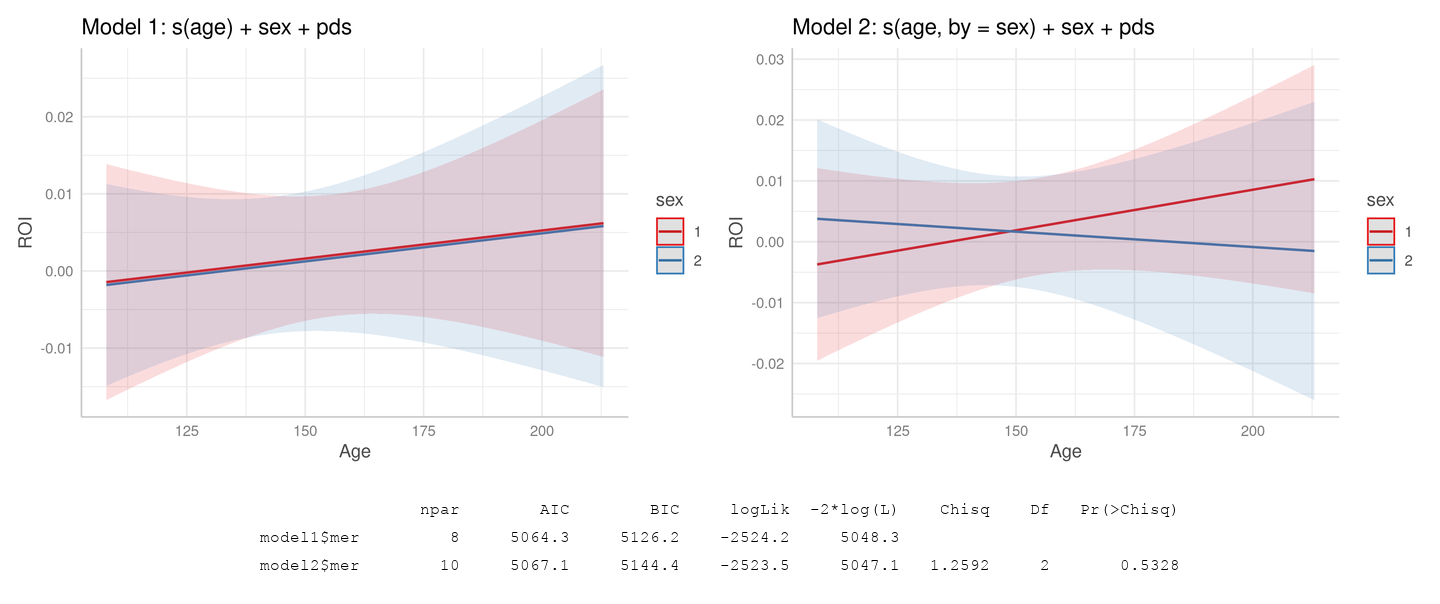 Model 1: s(age) + sex + pds
ROI
0.02
0.01
0.00
-0.01
125 150 175 200
Age
sex
1
2
Model 2: s(age, by = sex) + sex + pds
ROI
0.03
0.02
0.01
0.00
-0.01
-0.02
125 150 175 200
Age
sex
1
2
npar AIC BIC logLik -2*log(L) Chisq Df Pr(>Chisq)
model1$mer 8 5064.3 5126.2 -2524.2 5048.3
model2$mer 10 5067.1 5144.4 -2523.5 5047.1 1.2592 2 0.5328